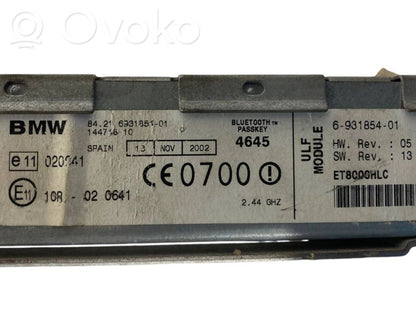 Ovoko
BMW
84.21 6931851-01
144718-10
BLUETOOTH™
PASSKEY
4645
SPAIN 13 NOV 2002
e11 020641
E11 10R - 02 0641
CE0700!
2.44 GHZ
ULF
MODULE
6-931854-01
HW. Rev. : 05
SW. Rev. : 13
ET8000HLC